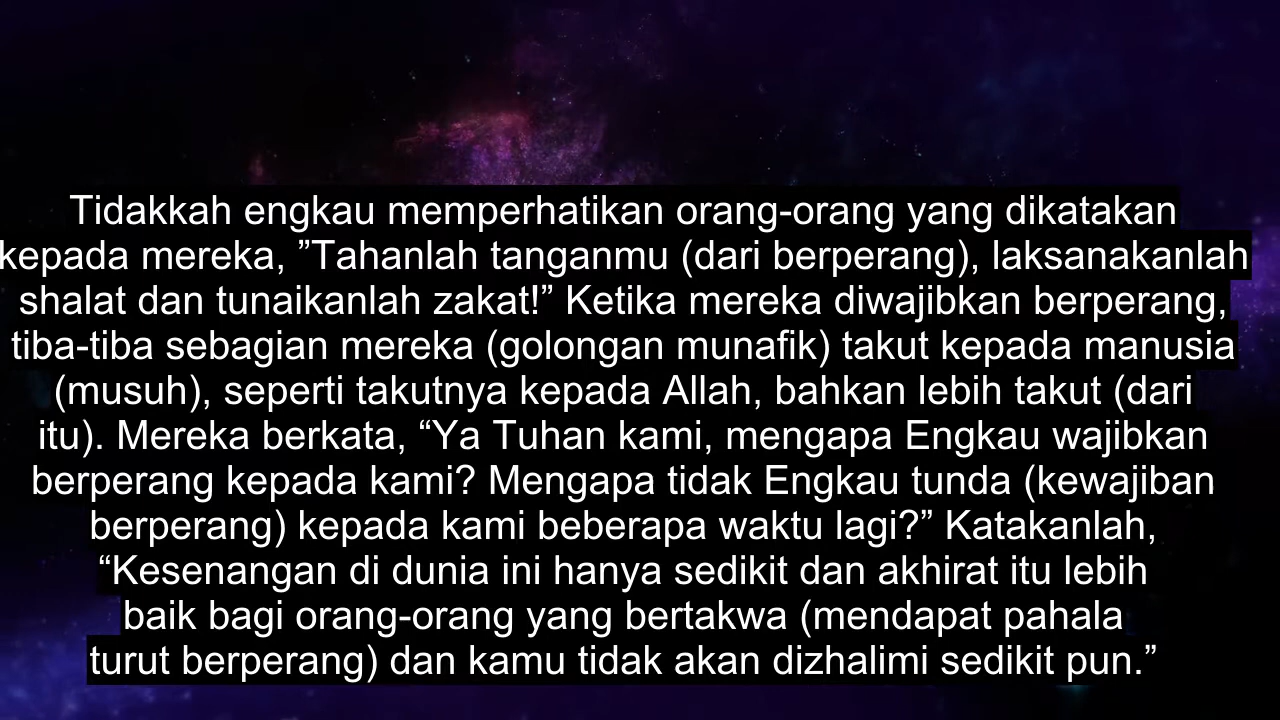 Tidakkah engkau memperhatikan orang-orang yang dikatakan
kepada mereka, ”Tahanlah tanganmu (dari berperang), laksanakanlah
shalat dan tunaikanlah zakat!” Ketika mereka diwajibkan berperang,
tiba-tiba sebagian mereka (golongan munafik) takut kepada manusia
(musuh), seperti takutnya kepada Allah, bahkan lebih takut (dari
itu). Mereka berkata, “Ya Tuhan kami, mengapa Engkau wajibkan
berperang kepada kami? Mengapa tidak Engkau tunda (kewajiban
berperang) kepada kami beberapa waktu lagi?” Katakanlah,
“Kesenangan di dunia ini hanya sedikit dan akhirat itu lebih
baik bagi orang-orang yang bertakwa (mendapat pahala
turut berperang) dan kamu tidak akan dizhalimi sedikit pun.”